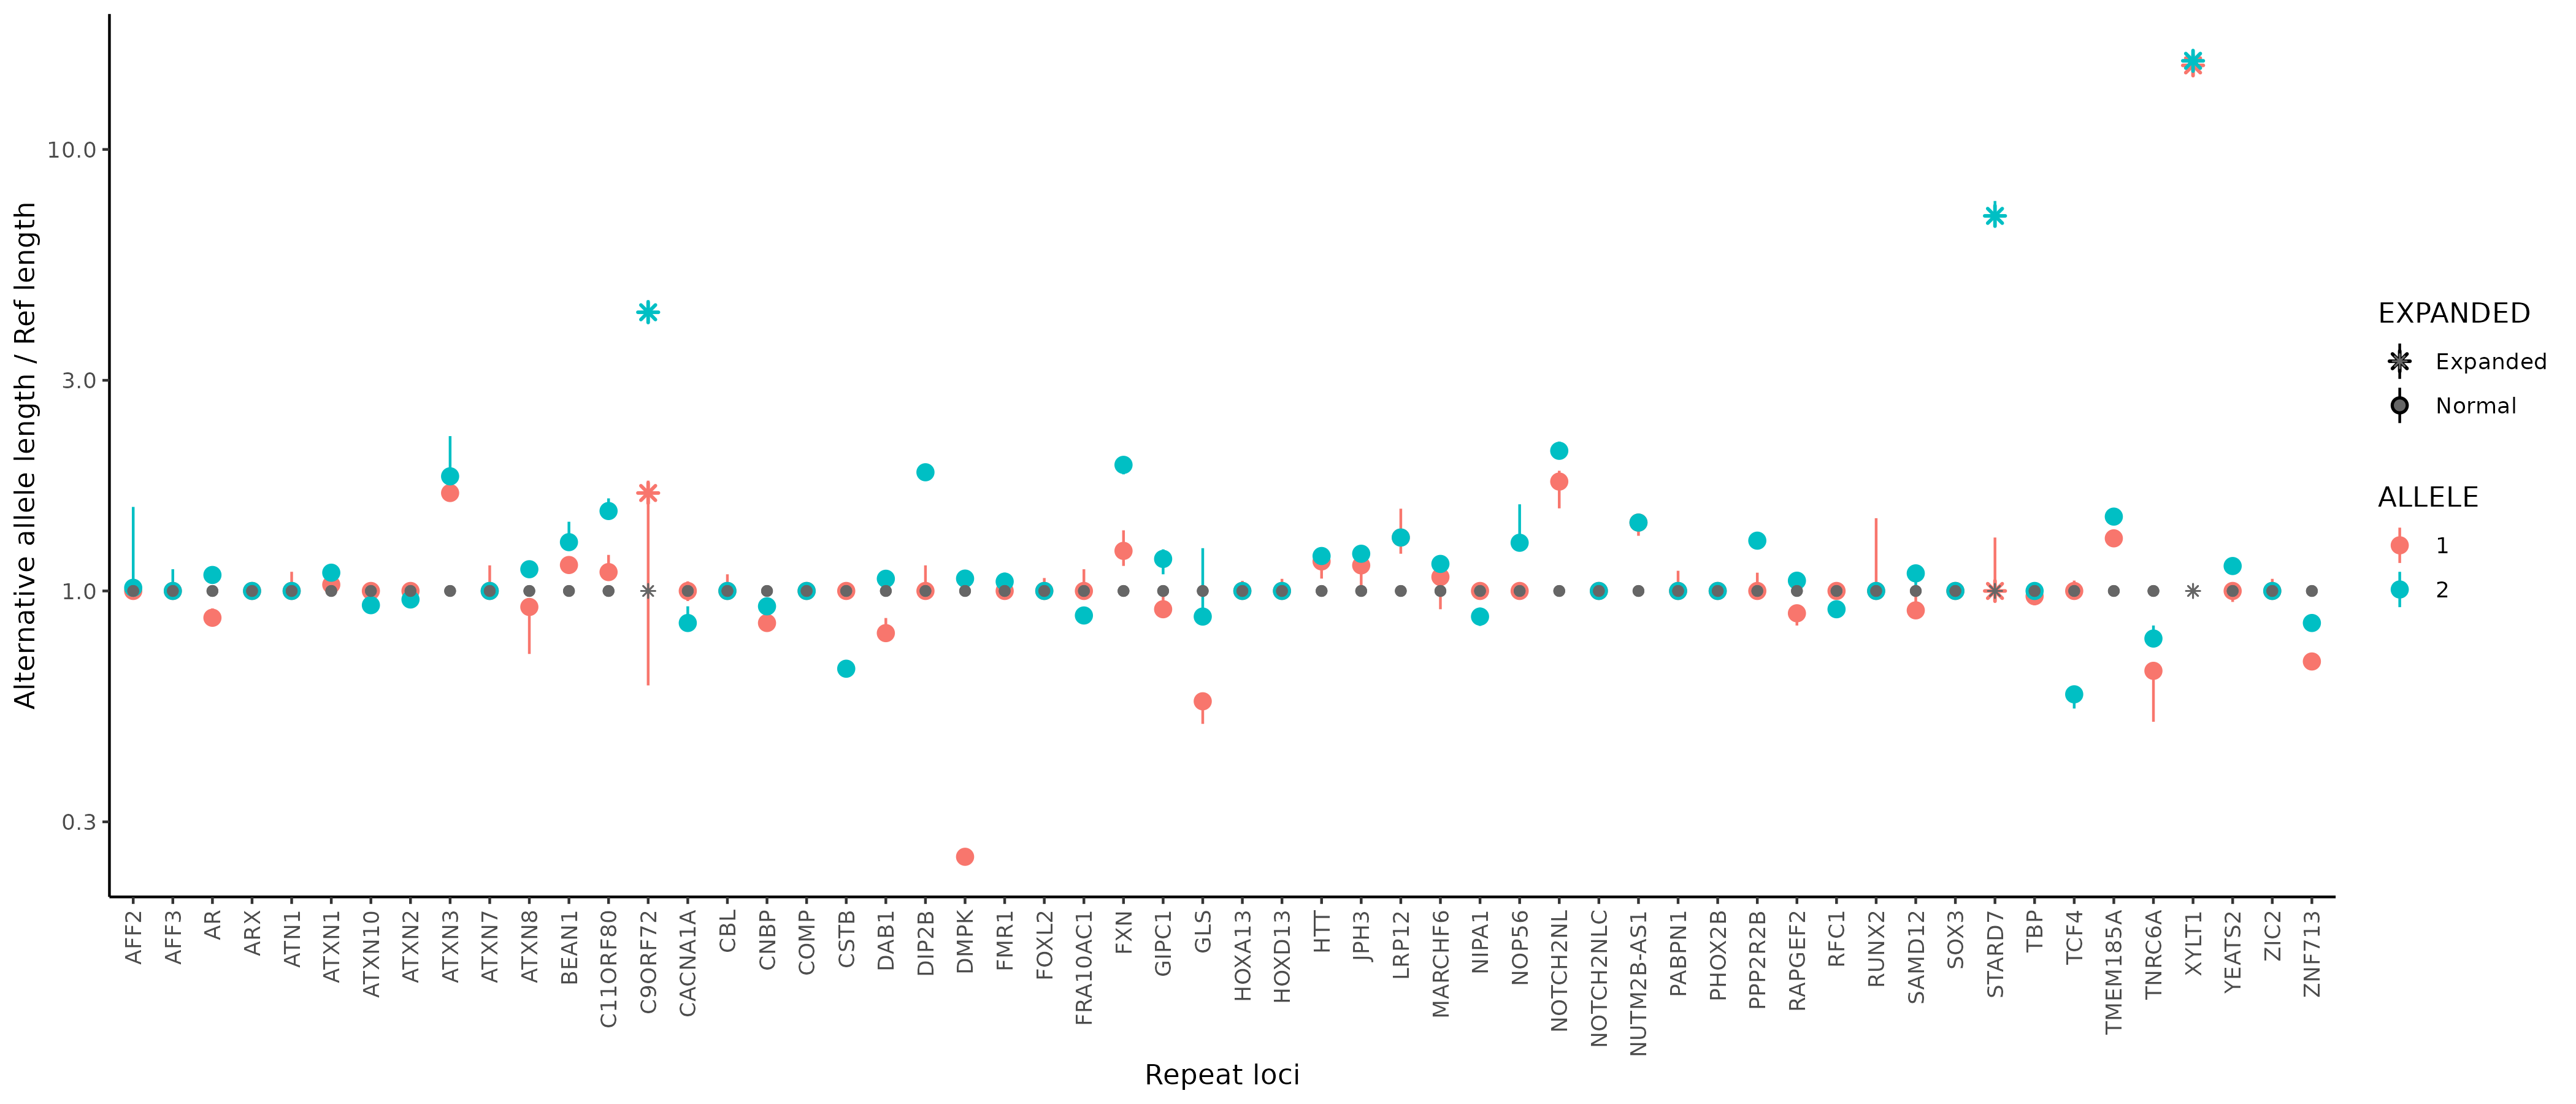 Alternative allele length / Ref length
10.0
3.0
1.0
0.3
AFF2
AFF3
AR
ARX
ATN1
ATXN1
ATXN10
ATXN2
ATXN3
ATXN7
ATXN8
BEAN1
C11ORF80
C9ORF72
CACNA1A
CBL
CNBP
COMP
CSTB
DAB1
DIP2B
DMPK
FMR1
FOXL2
FRA10AC1
FXN
GIPC1
GLS
HOXA13
HOXD13
HTT
JPH3
LRP12
MARCHF6
NIPA1
NOP56
NOTCH2NL
NOTCH2NLC
NUTM2B-AS1
PABPN1
PHOX2B
PPP2R2B
RAPGEF2
RFC1
RUNX2
SAMD12
SOX3
STARD7
TBP
TCF4
TMEM185A
TNRC6A
XYLT1
YEATS2
ZIC2
ZNF713
Repeat loci
EXPANDED
Expanded
Normal
ALLELE
1
2